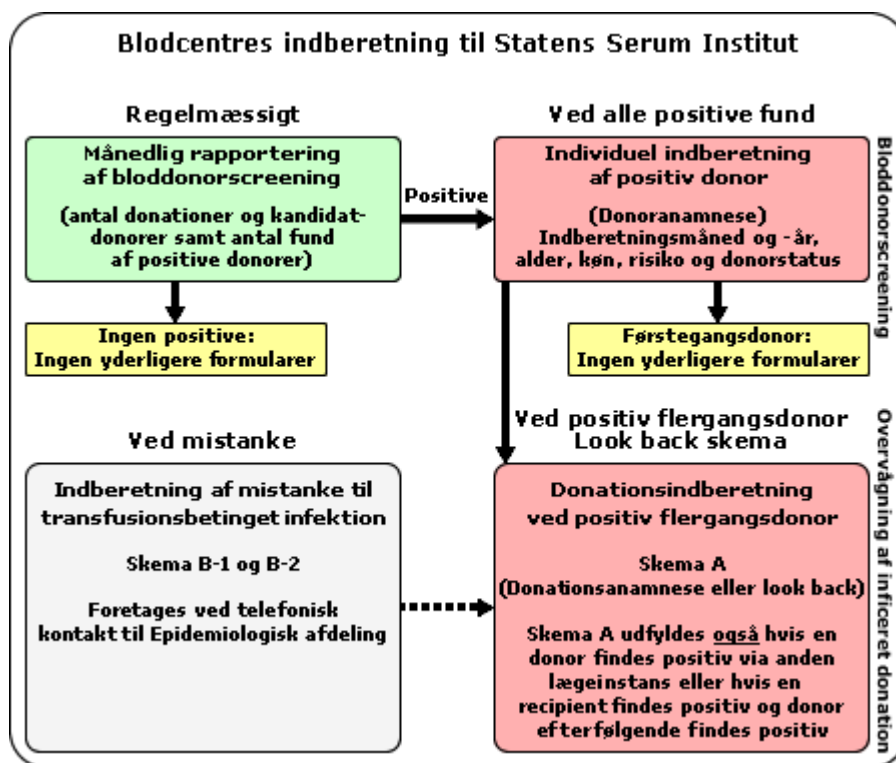 Blodcentres indberetning til Statens Serum Institut
Regelmæssigt
Månedlig rapportering
af bloddonorscreening
(antal donationer og kandidat-
donorer samt antal fund
af positive donorer)
Positive
Ved alle positive fund
Individuel indberetning
af positiv donor
(Donoranamnese)
Indberetningsmåned og -år,
alder, køn, risiko og donorstatus
Bloddonorscreening
Ingen positive:
Ingen yderligere formularer
Førstegangsdonor:
Ingen yderligere formularer
Ved mistanke
Indberetning af mistanke til
transfusionsbetinget infektion
Skema B-1 og B-2
Foretages ved telefonisk
kontakt til Epidemiologisk afdeling
Ved positiv flergangsdonor
Look back skema
Donationsindberetning
ved positiv flergangsdonor
Skema A
(Donationsanamnese eller look back)
Skema A udfyldes også hvis en
donor findes positiv via anden
lægeinstans eller hvis en
recipient findes positiv og donor
efterfølgende findes positiv
Overvågning af inficeret donation